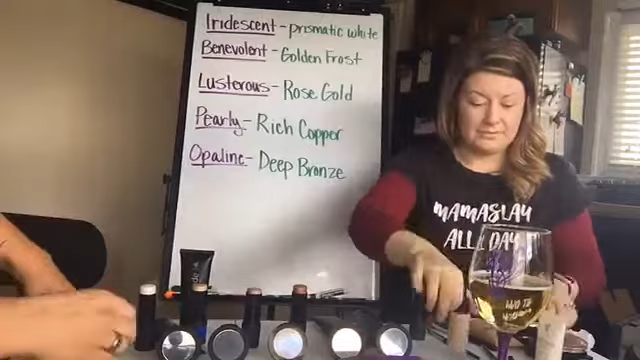 Iridescent - prismatic white
Benevolent - Golden Frost
Lusterous - Rose Gold
Pearly - Rich Copper
Opaline - Deep Bronze
MAMASLAY
ALL DAY